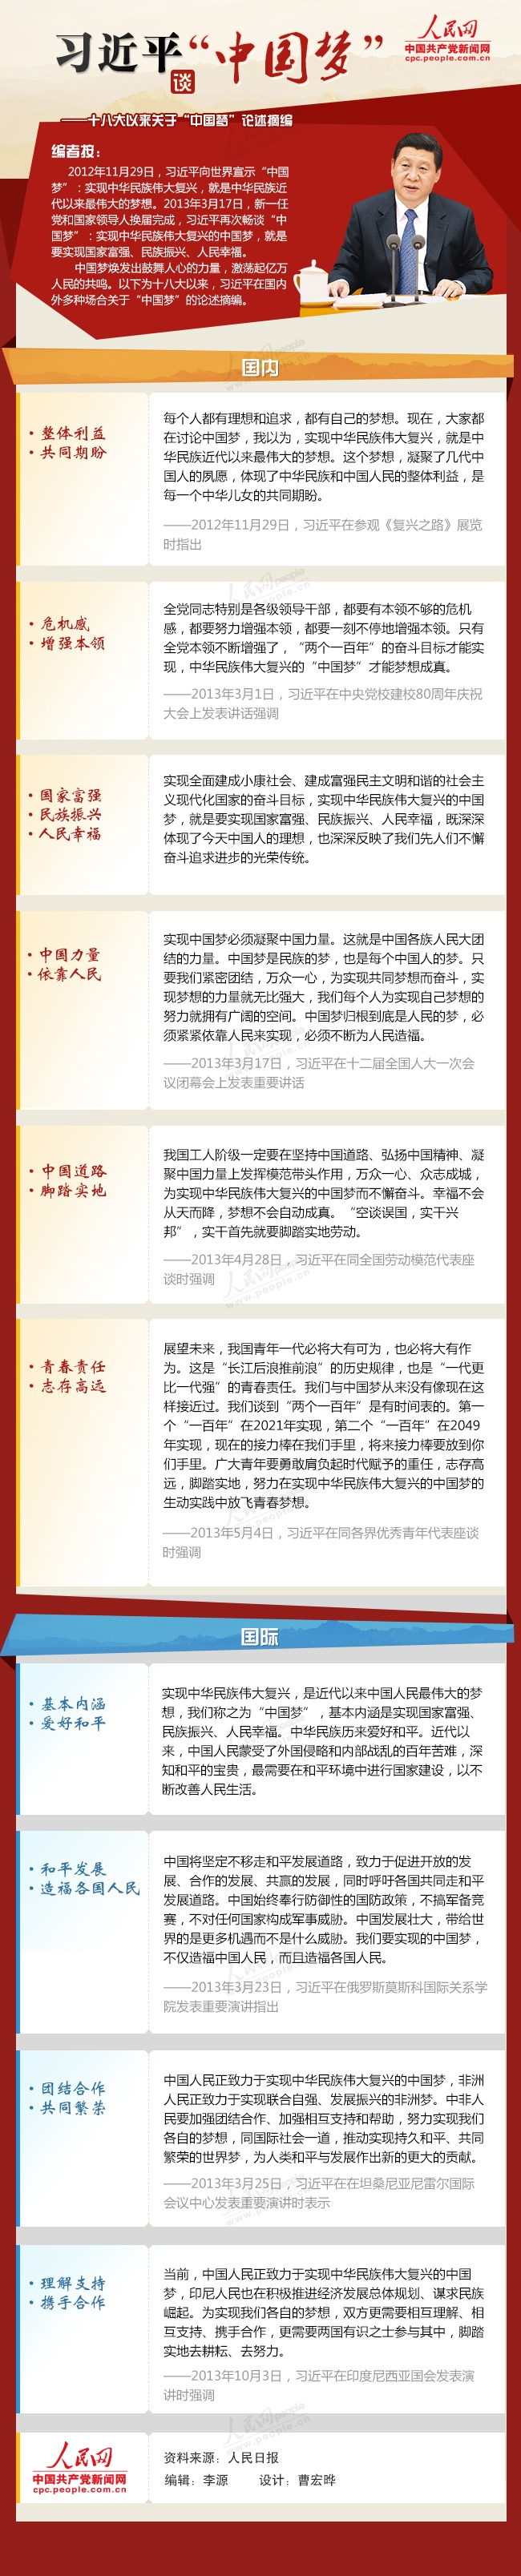 人民网
中国共产党新闻网
cpc.people.com.cn
习近平谈“中国梦”
——十八大以来关于“中国梦”论述摘编
编者按：
2012年11月29日，习近平向世界宣示“中国
梦”：实现中华民族伟大复兴，就是中华民族近
代以来最伟大的梦想。2013年3月17日，新一任
党和国家领导人换届完成，习近平再次畅谈“中
国梦”：实现中华民族伟大复兴的中国梦，就是
要实现国家富强、民族振兴、人民幸福。
中国梦焕发出鼓舞人心的力量，激荡起亿万
人民的共鸣。以下为十八大以来，习近平在国内
外多种场合关于“中国梦”的论述摘编。
国内
·整体利益
·共同期盼
每个人都有理想和追求，都有自己的梦想。现在，大家都
在讨论中国梦，我以为，实现中华民族伟大复兴，就是中
华民族近代以来最伟大的梦想。这个梦想，凝聚了几代中
国人的夙愿，体现了中华民族和中国人民的整体利益，是
每一个中华儿女的共同期盼。
——2012年11月29日，习近平在参观《复兴之路》展览
时指出
·危机感
·增强本领
全党同志特别是各级领导干部，都要有本领不够的危机
感，都要努力增强本领，都要一刻不停地增强本领。只有
全党本领不断增强了，“两个一百年”的奋斗目标才能实
现，中华民族伟大复兴的“中国梦”才能梦想成真。
——2013年3月1日，习近平在中央党校建校80周年庆祝
大会上发表讲话强调
·国家富强
·民族振兴
·人民幸福
实现全面建成小康社会、建成富强民主文明和谐的社会主
义现代化国家的奋斗目标，实现中华民族伟大复兴的中国
梦，就是要实现国家富强、民族振兴、人民幸福，既深深
体现了今天中国人的理想，也深深反映了我们先人们不懈
奋斗追求进步的光荣传统。
·中国力量
·依靠人民
实现中国梦必须凝聚中国力量。这就是中国各族人民大团
结的力量。中国梦是民族的梦，也是每个中国人的梦。只
要我们紧密团结，万众一心，为实现共同梦想而奋斗，实
现梦想的力量就无比强大，我们每个人为实现自己梦想的
努力就拥有广阔的空间。中国梦归根到底是人民的梦，必
须紧紧依靠人民来实现，必须不断为人民造福。
——2013年3月17日，习近平在十二届全国人大一次会
议闭幕会上发表重要讲话
·中国道路
·脚踏实地
我国工人阶级一定要在坚持中国道路、弘扬中国精神、凝
聚中国力量上发挥模范带头作用，万众一心、众志成城，
为实现中华民族伟大复兴的中国梦而不懈奋斗。幸福不会
从天而降，梦想不会自动成真。“空谈误国，实干兴
邦”，实干首先就要脚踏实地劳动。
——2013年4月28日，习近平在同全国劳动模范代表座
谈时强调
·青春责任
·志存高远
展望未来，我国青年一代必将大有可为，也必将大有作
为。这是“长江后浪推前浪”的历史规律，也是“一代更
比一代强”的青春责任。我们与中国梦从来没有像现在这
样接近过。我们谈到“两个一百年”是有时间表的。第一
个“一百年”在2021年实现，第二个“一百年”在2049
年实现，现在的接力棒在我们手里，将来接力棒要放到你
们手里。广大青年要勇敢肩负起时代赋予的重任，志存高
远，脚踏实地，努力在实现中华民族伟大复兴的中国梦的
生动实践中放飞青春梦想。
——2013年5月4日，习近平在同各界优秀青年代表座谈
时强调
国际
·基本内涵
·爱好和平
实现中华民族伟大复兴，是近代以来中国人民最伟大的梦
想，我们称之为“中国梦”，基本内涵是实现国家富强、
民族振兴、人民幸福。中华民族历来爱好和平。近代以
来，中国人民蒙受了外国侵略和内部战乱的百年苦难，深
知和平的宝贵，最需要在和平环境中进行国家建设，以不
断改善人民生活。
·和平发展
·造福各国人民
中国将坚定不移走和平发展道路，致力于促进开放的发
展、合作的发展、共赢的发展，同时呼吁各国共同走和平
发展道路。中国始终奉行防御性的国防政策，不搞军备竞
赛，不对任何国家构成军事威胁。中国发展壮大，带给世
界的是更多机遇而不是什么威胁。我们要实现的中国梦，
不仅造福中国人民，而且造福各国人民。
——2013年3月23日，习近平在俄罗斯莫斯科国际关系学
院发表重要演讲指出
·团结合作
·共同繁荣
中国人民正致力于实现中华民族伟大复兴的中国梦，非洲
人民正致力于实现联合自强、发展振兴的非洲梦。中非人
民要加强团结合作、加强相互支持和帮助，努力实现我们
各自的梦想，同国际社会一道，推动实现持久和平、共同
繁荣的世界梦，为人类和平与发展作出新的更大的贡献。
——2013年3月25日，习近平在在坦桑尼亚尼雷尔国际
会议中心发表重要演讲时表示
·理解支持
·携手合作
当前，中国人民正致力于实现中华民族伟大复兴的中国
梦，印尼人民也在积极推进经济发展总体规划、谋求民族
崛起。为实现我们各自的梦想，双方更需要相互理解、相
互支持、携手合作，更需要两国有识之士参与其中，脚踏
实地去耕耘、去努力。
——2013年10月3日，习近平在印度尼西亚国会发表演
讲时强调
人民网
中国共产党新闻网
cpc.people.com.cn
资料来源：人民日报
编辑：李源 设计：曹宏晔